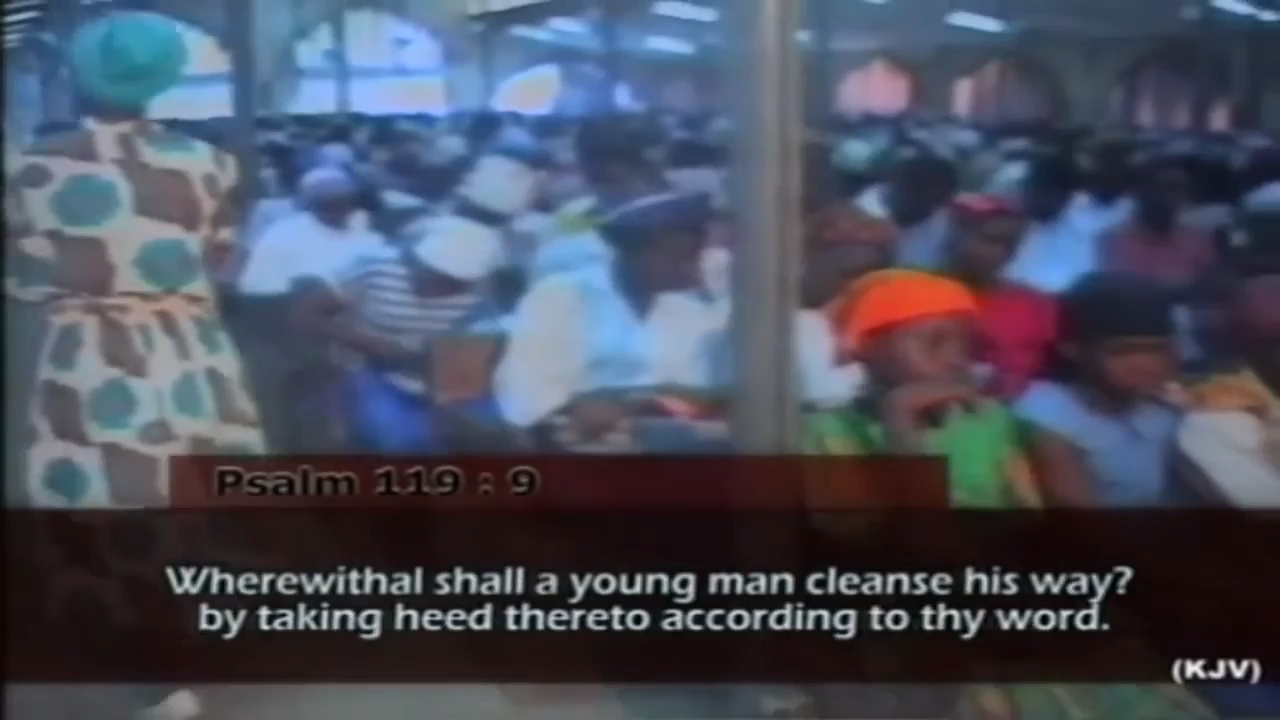 Psalm 119 : 9
Wherewithal shall a young man cleanse his way?
by taking heed thereto according to thy word.
(KJV)